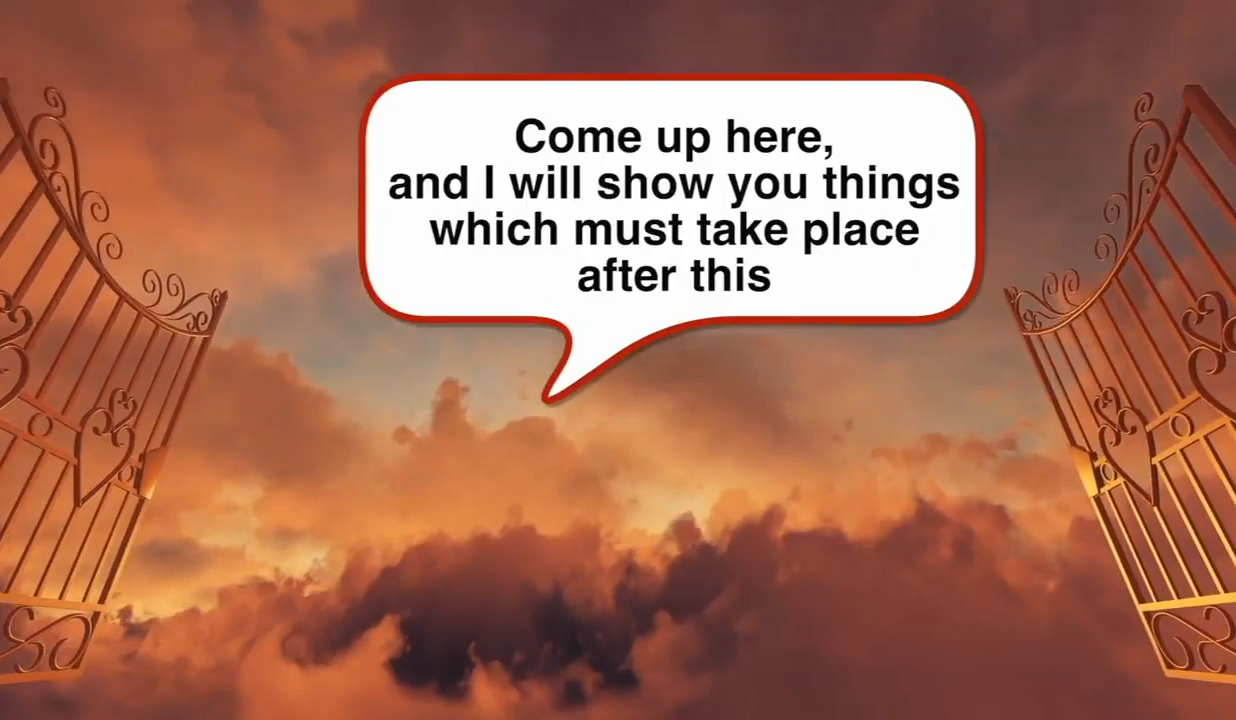 Come up here,
and I will show you things
which must take place
after this